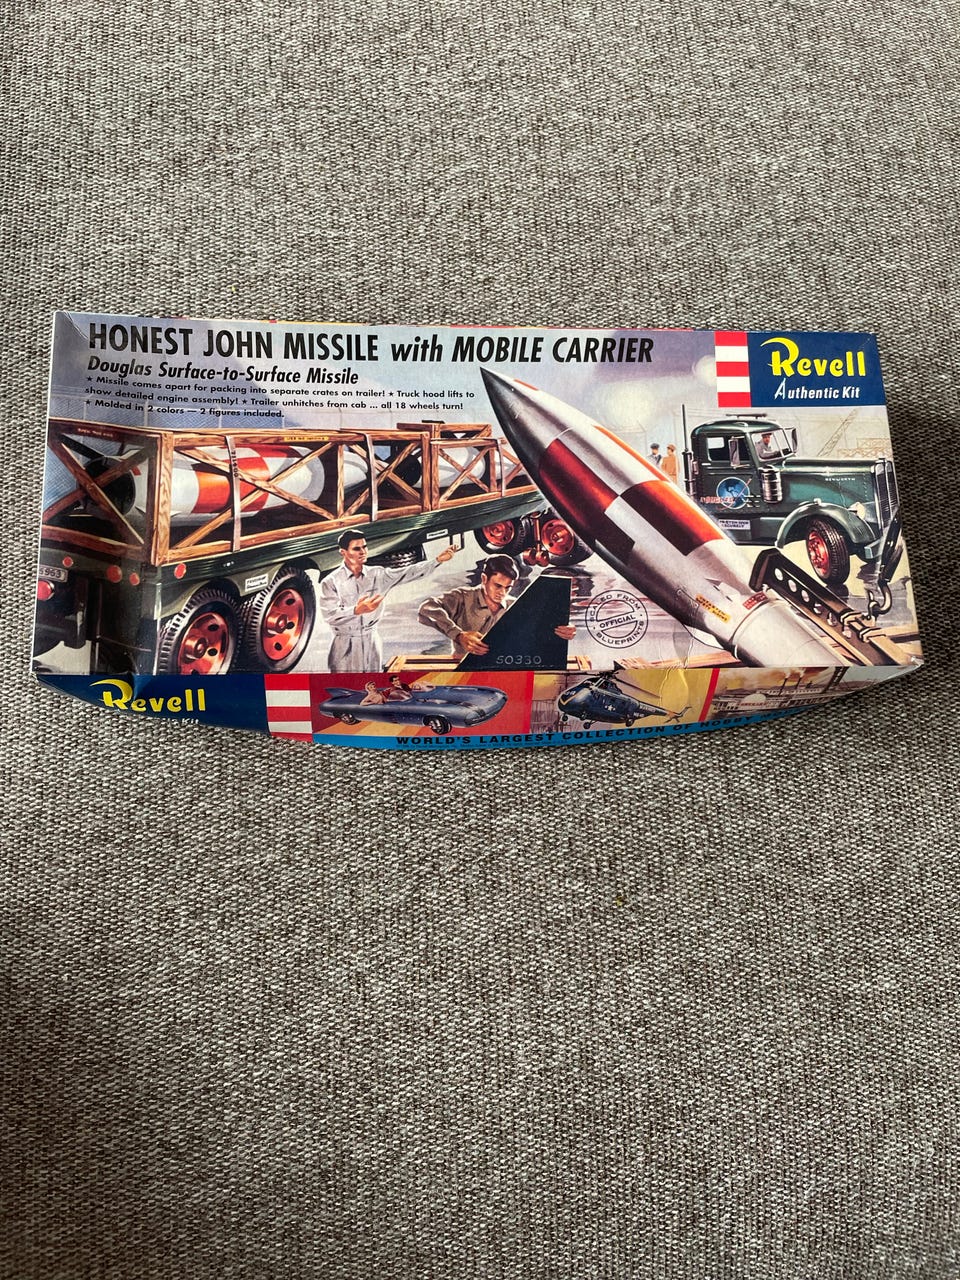 HONEST JOHN MISSILE with MOBILE CARRIER
Douglas Surface-to-Surface Missile
★ Missile comes apart for packing into separate crates on trailer! ★ Truck hood lifts to
show detailed engine assembly! ★ Trailer unhitches from cab ... all 18 wheels turn!
★ Molded in 2 colors — 2 figures included.
Revell
Authentic Kit
KENWORTH
SCALED FROM
OFFICIAL
BLUEPRINTS
50330
Revell
WORLD'S LARGEST COLLECTION OF HOBBY